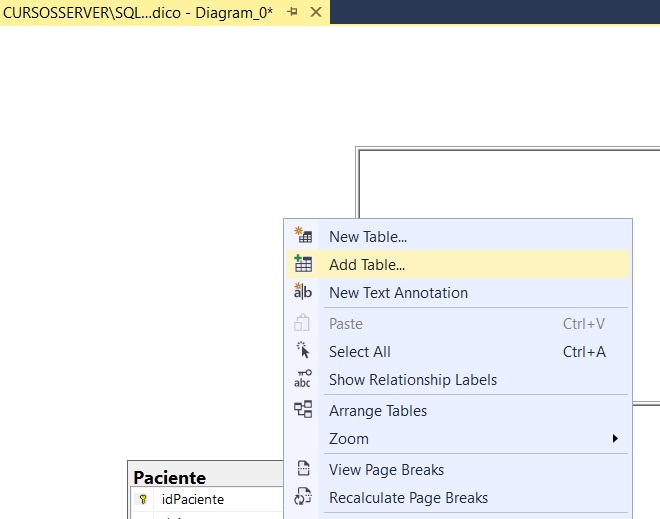 CURSOSSERVER\SQL...dico - Diagram_0*
New Table...
Add Table...
a|b New Text Annotation
Paste Ctrl+V
Select All Ctrl+A
abc Show Relationship Labels
Arrange Tables
Zoom
View Page Breaks
Recalculate Page Breaks
Paciente
idPaciente